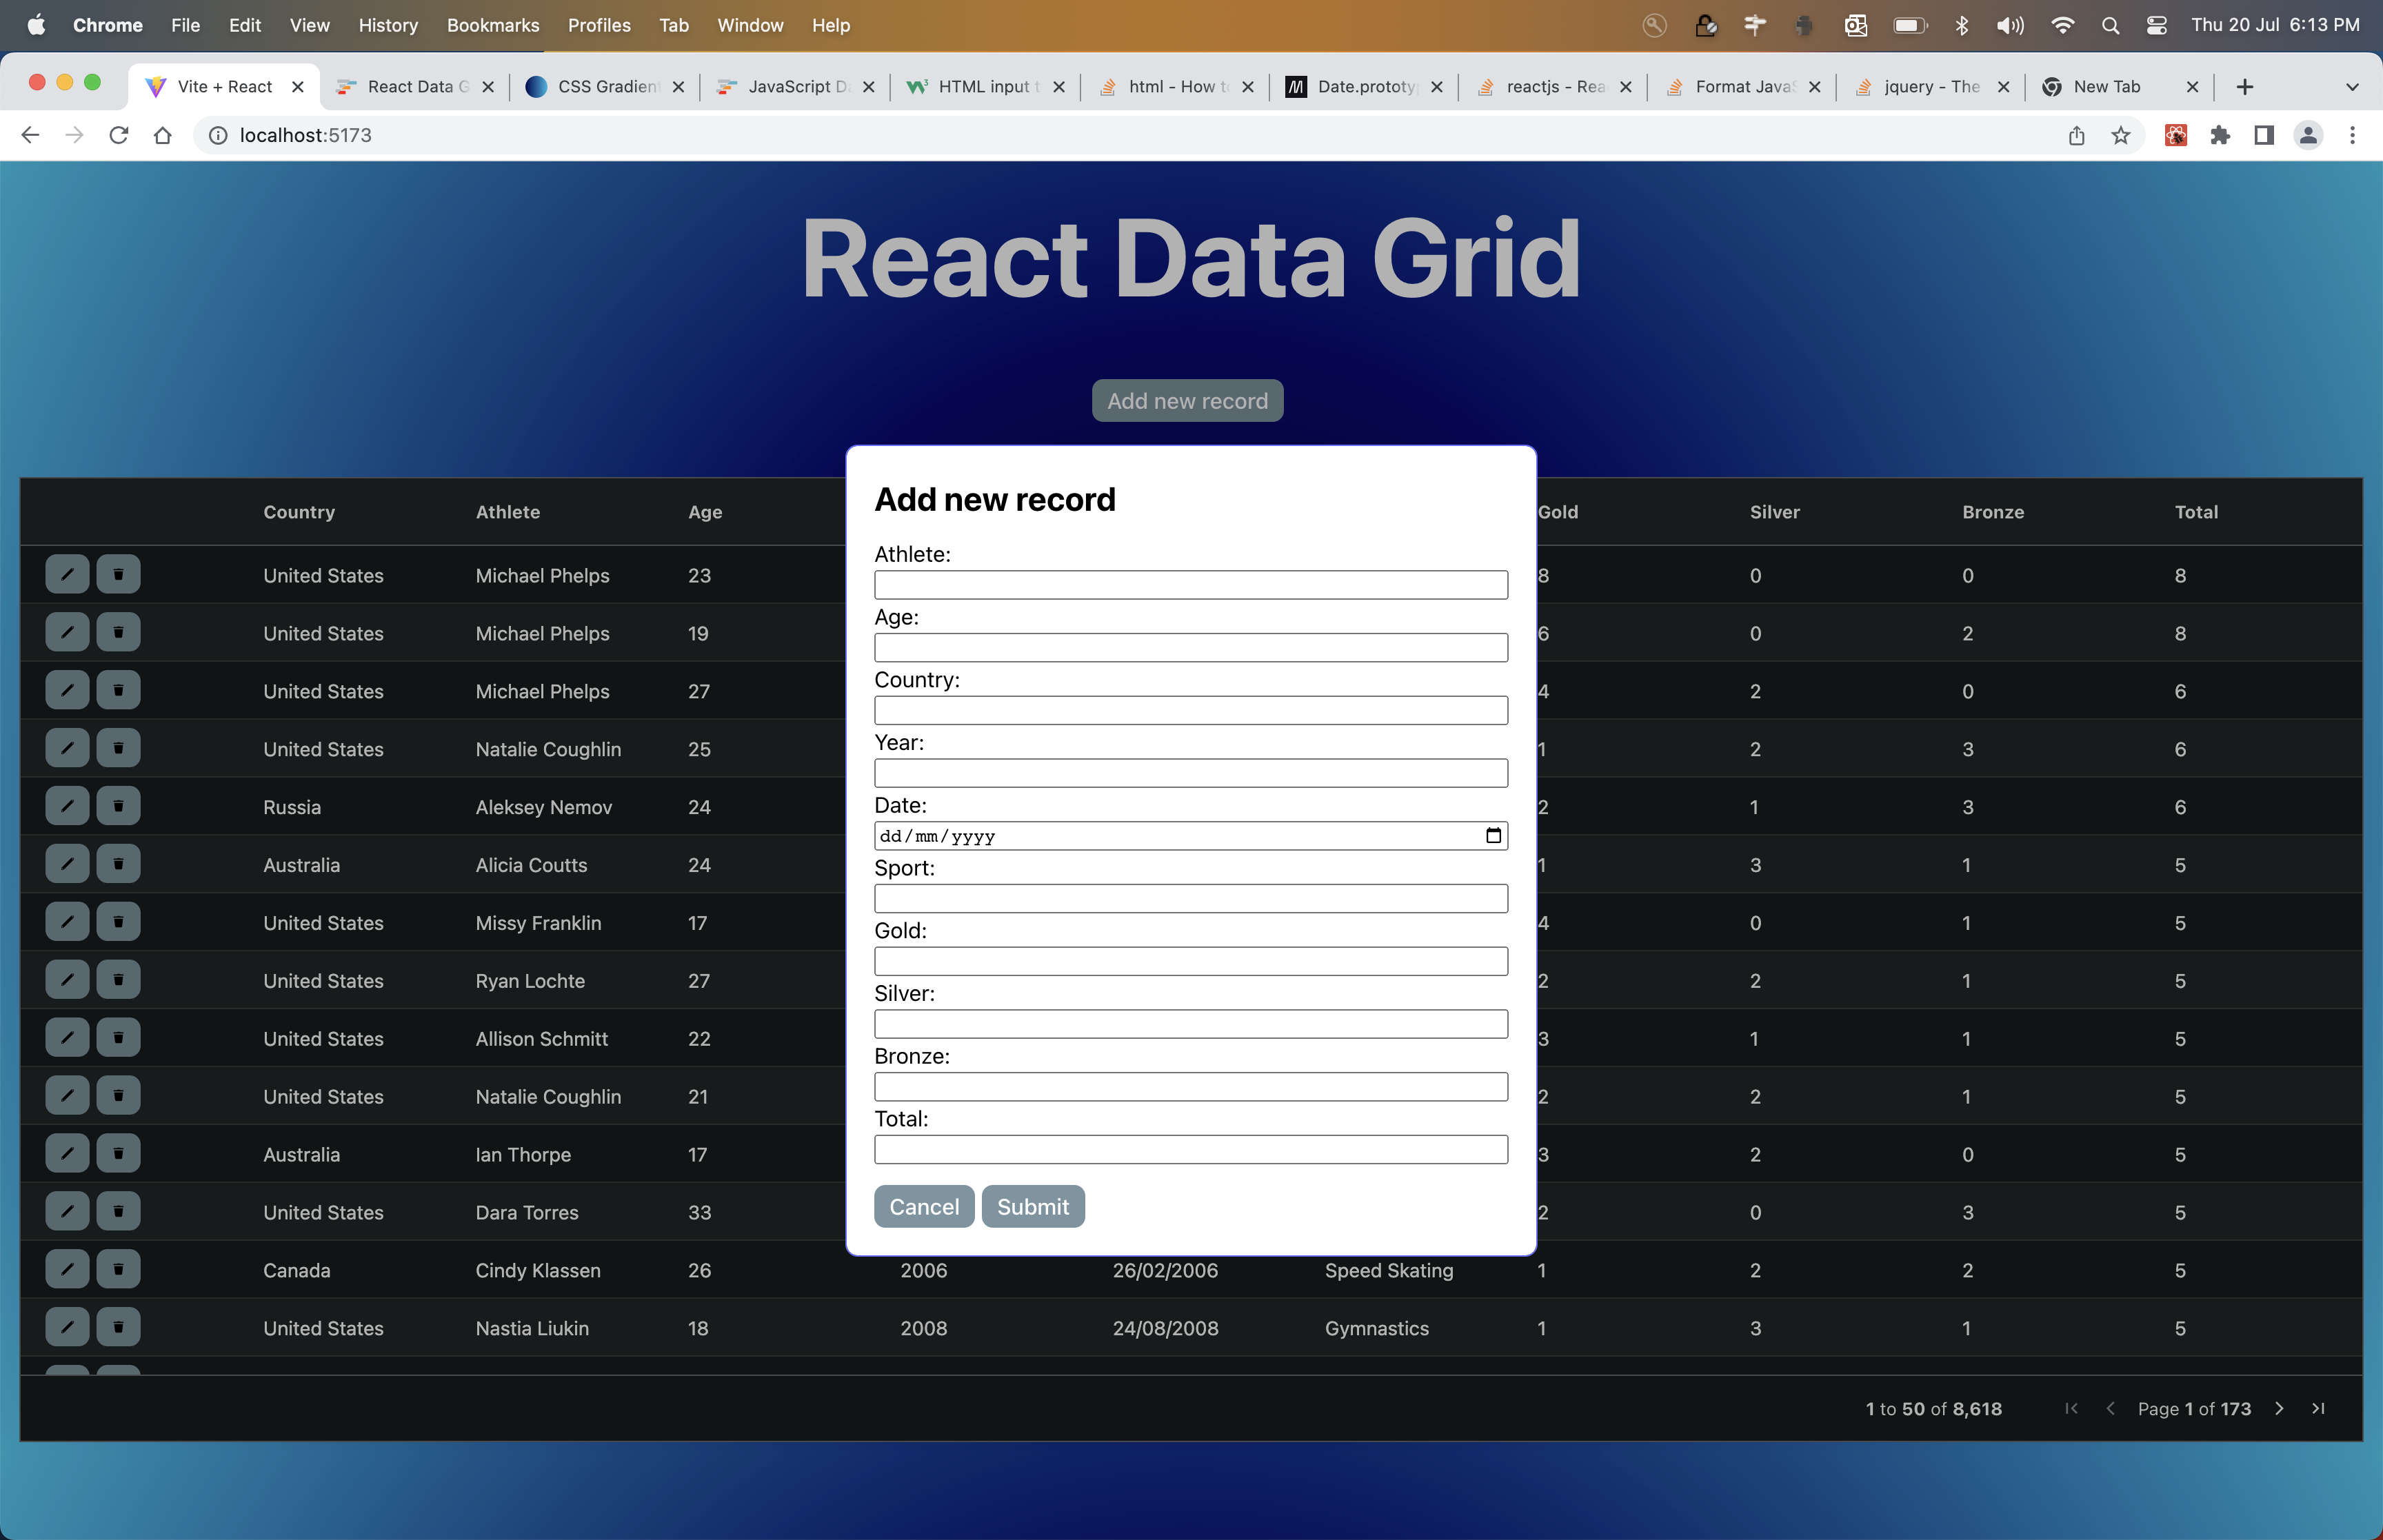 Chrome File Edit View History Bookmarks Profiles Tab Window Help Thu 20 Jul 6:13 PM
Vite + React React Data G CSS Gradien JavaScript D HTML input t html - How t Date.prototy reactjs - Rea Format Java jquery - The New Tab
localhost:5173
React Data Grid
Add new record
Add new record
Country Athlete Age Gold Silver Bronze Total
Athlete:
United States Michael Phelps 23 8 0 0 8
Age:
United States Michael Phelps 19 6 0 2 8
Country:
United States Michael Phelps 27 4 2 0 6
Year:
United States Natalie Coughlin 25 1 2 3 6
Date:
Russia Aleksey Nemov 24 2 1 3 6
dd/mm/yyyy
Australia Alicia Coutts 24 1 3 1 5
Sport:
United States Missy Franklin 17 4 0 1 5
Gold:
United States Ryan Lochte 27 2 2 1 5
Silver:
United States Allison Schmitt 22 3 1 1 5
Bronze:
United States Natalie Coughlin 21 2 2 1 5
Total:
Australia Ian Thorpe 17 3 2 0 5
Cancel Submit
United States Dara Torres 33 2 0 3 5
Canada Cindy Klassen 26 2006 26/02/2006 Speed Skating 1 2 2 5
United States Nastia Liukin 18 2008 24/08/2008 Gymnastics 1 3 1 5
1 to 50 of 8,618 Page 1 of 173